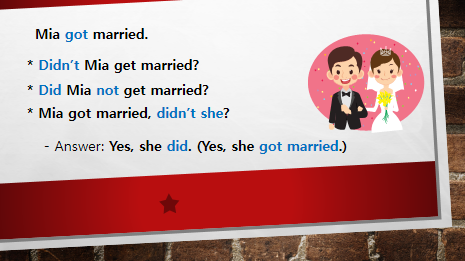 Mia got married.
* Didn't Mia get married?
* Did Mia not get married?
* Mia got married, didn't she?
- Answer: Yes, she did. (Yes, she got married.)